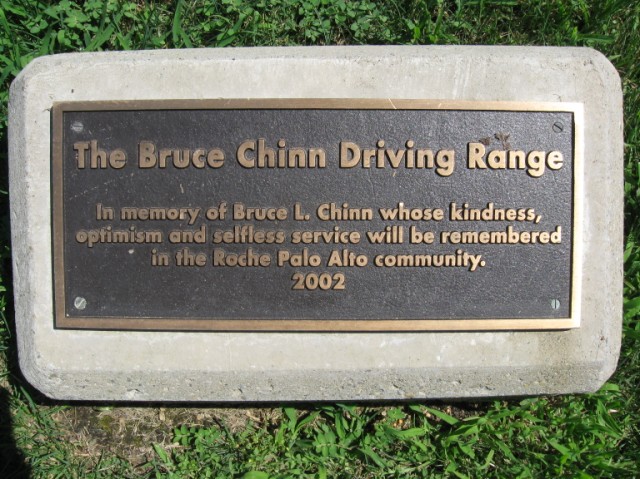 The Bruce Chinn Driving Range
In memory of Bruce L. Chinn whose kindness,
optimism and selfless service will be remembered
in the Roche Palo Alto community.
2002